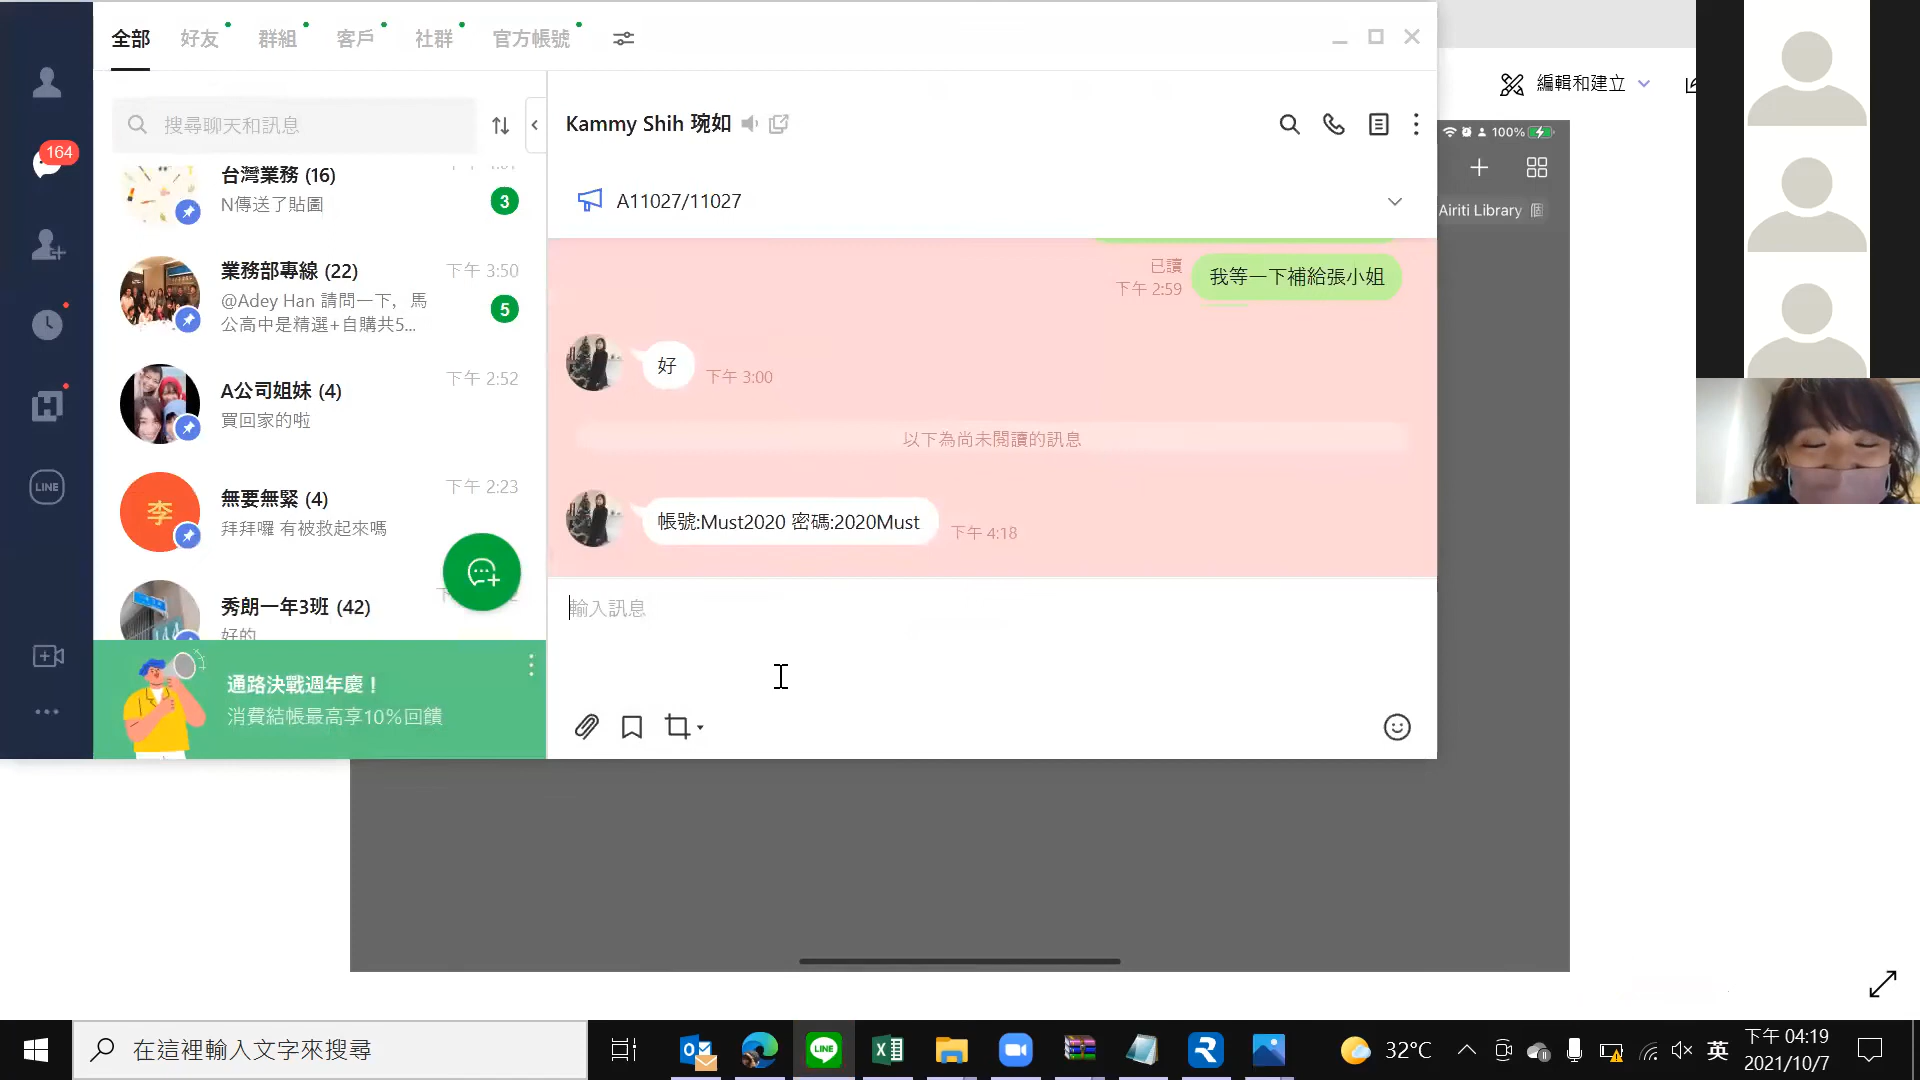 全部 好友 群組 客戶 社群 官方帳號
編輯和建立
搜尋聊天和訊息
Kammy Shih 琬如
100%
164
台灣業務 (16)
N傳送了貼圖
3
A11027/11027
Airiti Library
業務部專線 (22)
下午 3:50
@Adey Han 請問一下，馬
公高中是精選+自購共5...
5
已讀
下午 2:59
我等一下補給張小姐
A公司姐妹 (4)
下午 2:52
買回家的啦
好
下午 3:00
以下為尚未閱讀的訊息
李
無要無緊 (4)
下午 2:23
拜拜囉 有被救起來嗎
LINE
帳號:Must2020 密碼:2020Must
下午 4:18
秀朗一年3班 (42)
好的
輸入訊息
通路決戰週年慶！
消費結帳最高享10%回饋
在這裡輸入文字來搜尋
LINE
32°C
英
下午 04:19
2021/10/7